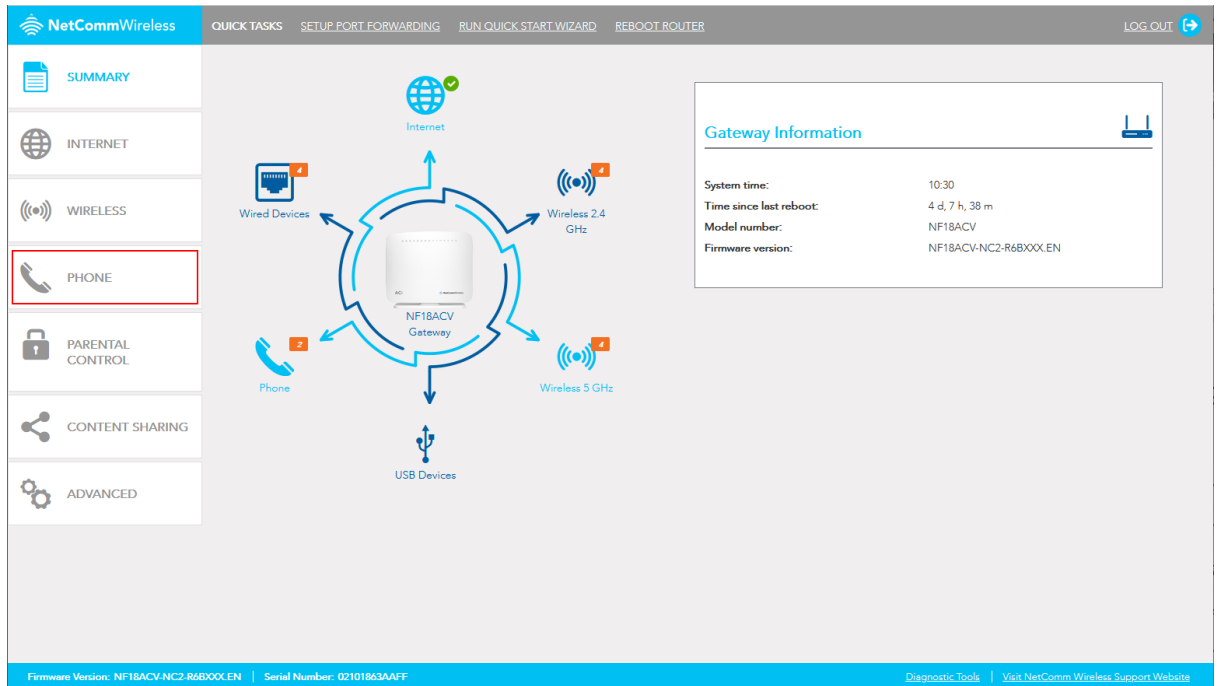 NetCommWireless
QUICK TASKS SETUP PORT FORWARDING RUN QUICK START WIZARD REBOOT ROUTER LOG OUT
SUMMARY
INTERNET
WIRELESS
PHONE
PARENTAL
CONTROL
CONTENT SHARING
ADVANCED
Internet
4
Wired Devices
4
Wireless 2.4
GHz
NF18ACV
Gateway
2
Phone
4
Wireless 5 GHz
USB Devices
Gateway Information
System time: 10:30
Time since last reboot: 4 d, 7 h, 38 m
Model number: NF18ACV
Firmware version: NF18ACV-NC2-R6BXXX.EN
Firmware Version: NF18ACV-NC2-R6BXXX.EN | Serial Number: 02101863AAFF
Diagnostic Tools | Visit NetComm Wireless Support Website